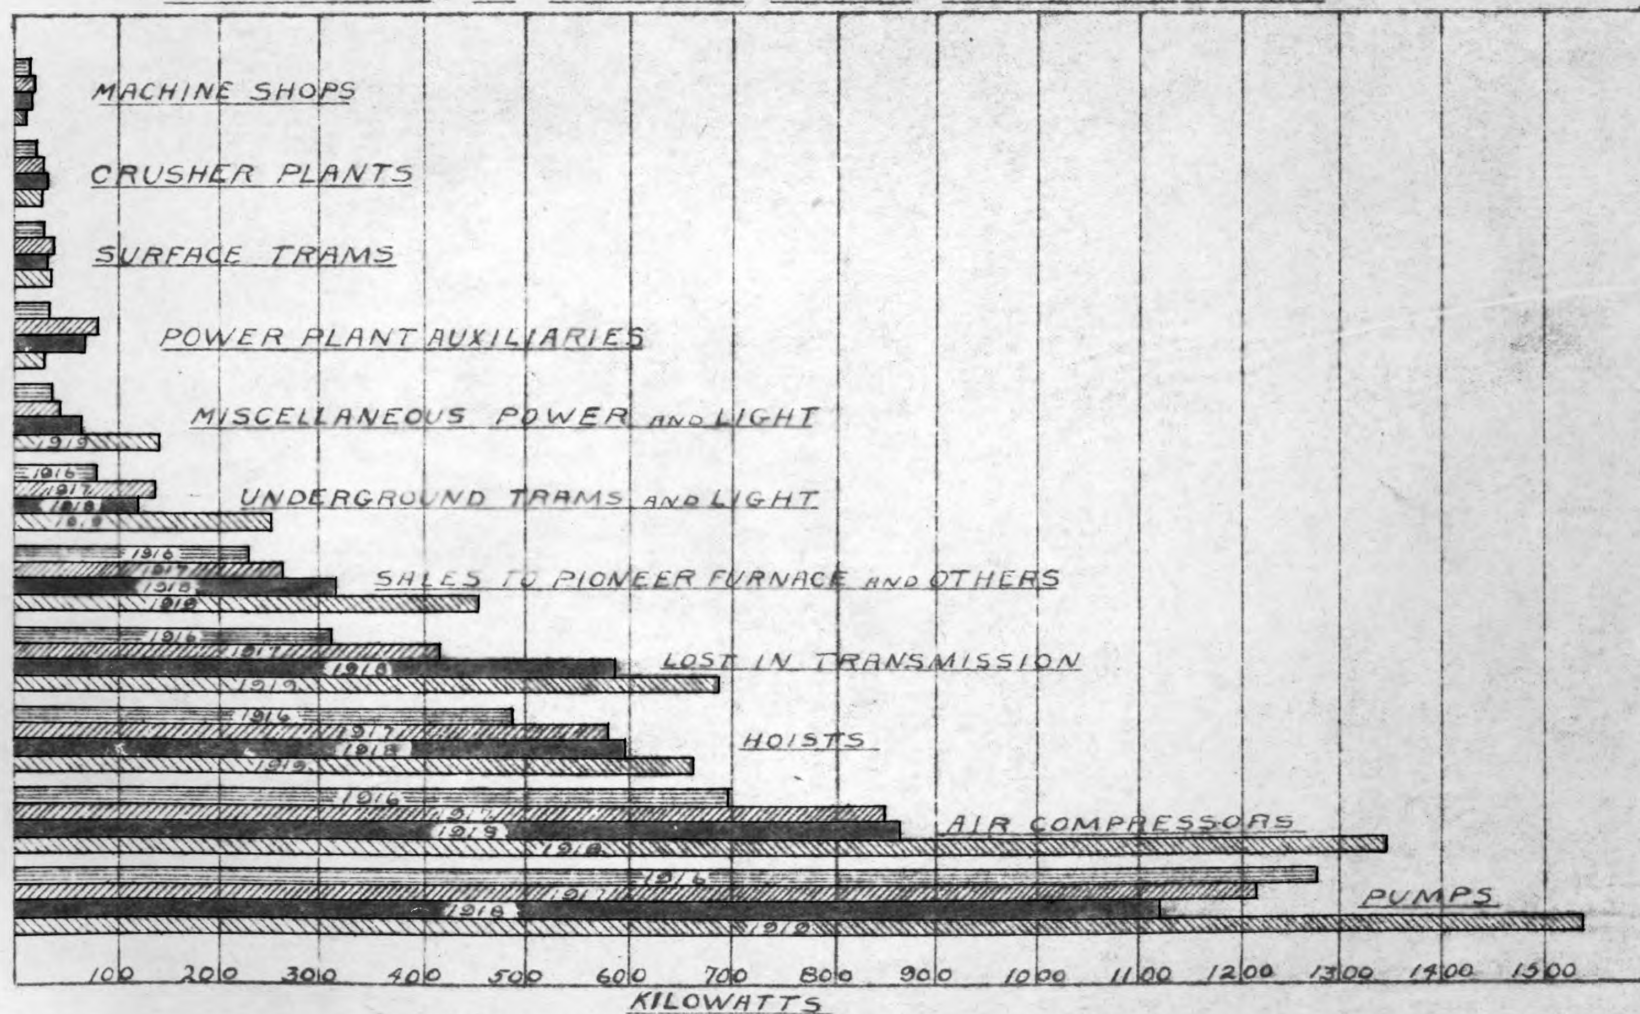 MACHINE SHOPS
CRUSHER PLANTS
SURFACE TRAMS
POWER PLANT AUXILIARIES
MISCELLANEOUS POWER AND LIGHT
1919
1916
1917
UNDERGROUND TRAMS AND LIGHT
1918
1919
1916
1917
SALES TO PIONEER FURNACE AND OTHERS
1918
1919
1916
1917
LOST IN TRANSMISSION
1918
1919
1916
1917
HOISTS
1918
1919
1916
1917
AIR COMPRESSORS
1918
1916
1917
PUMPS
1918
1919
100 200 300 400 500 600 700 800 900 1000 1100 1200 1300 1400 1500
KILOWATTS